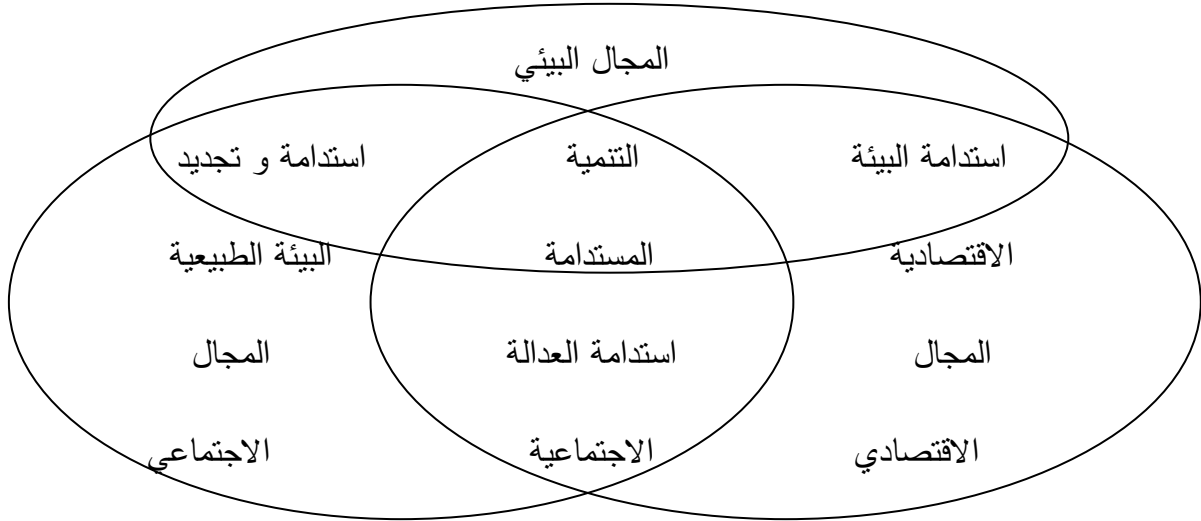 المجال البيئي
استدامة البيئة التنمية استدامة و تجديد
الاقتصادية المستدامة البيئة الطبيعية
المجال استدامة العدالة المجال
الاقتصادي الاجتماعية الاجتماعي